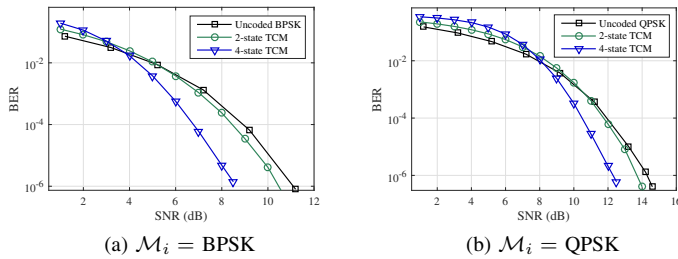 Uncoded BPSK
2-state TCM
4-state TCM
10^-2
10^-4
10^-6
BER
2 4 6 8 10 12
SNR (dB)
(a) ℳ_i = BPSK
Uncoded QPSK
2-state TCM
4-state TCM
10^-2
10^-4
10^-6
BER
2 4 6 8 10 12 14
SNR (dB)
(b) ℳ_i = QPSK